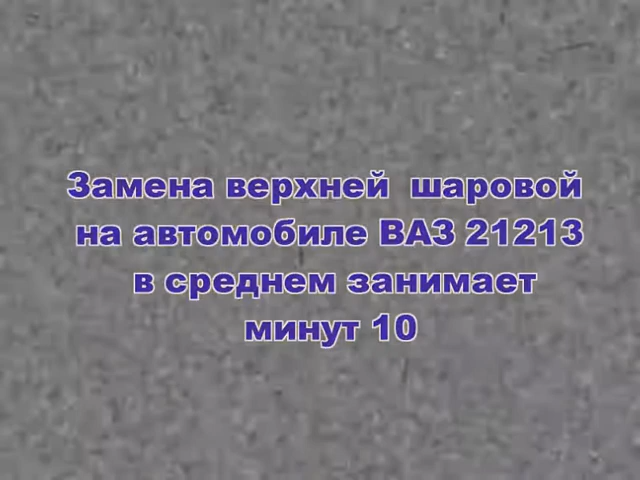 Замена верхней шаровой
на автомобиле ВАЗ 21213
в среднем занимает
минут 10